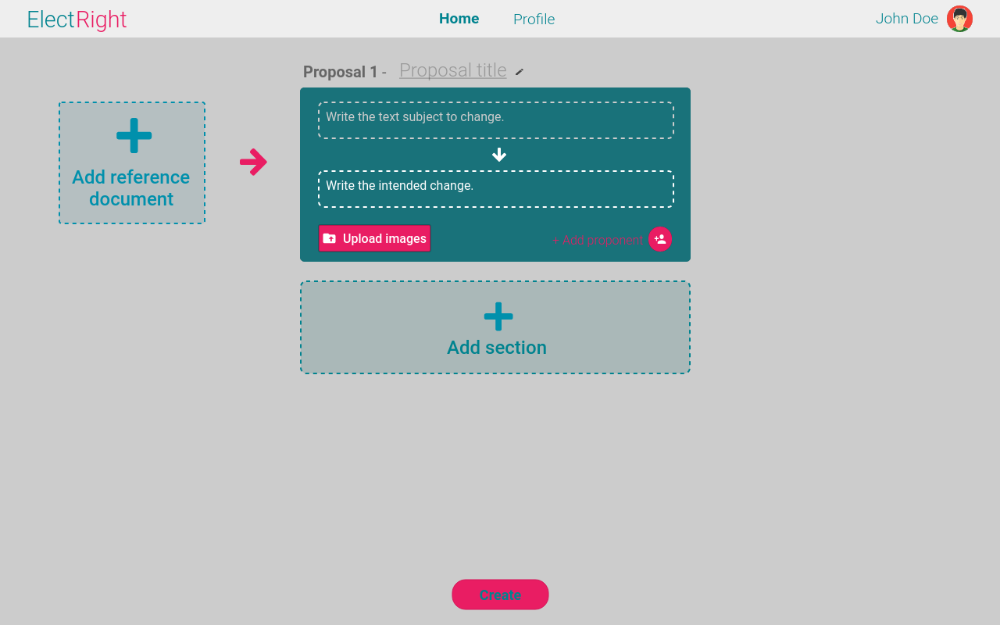 ElectRight
Home
Profile
John Doe
Proposal 1 - Proposal title
Add reference
document
Write the text subject to change.
Write the intended change.
Upload images
+ Add proponent
Add section
Create